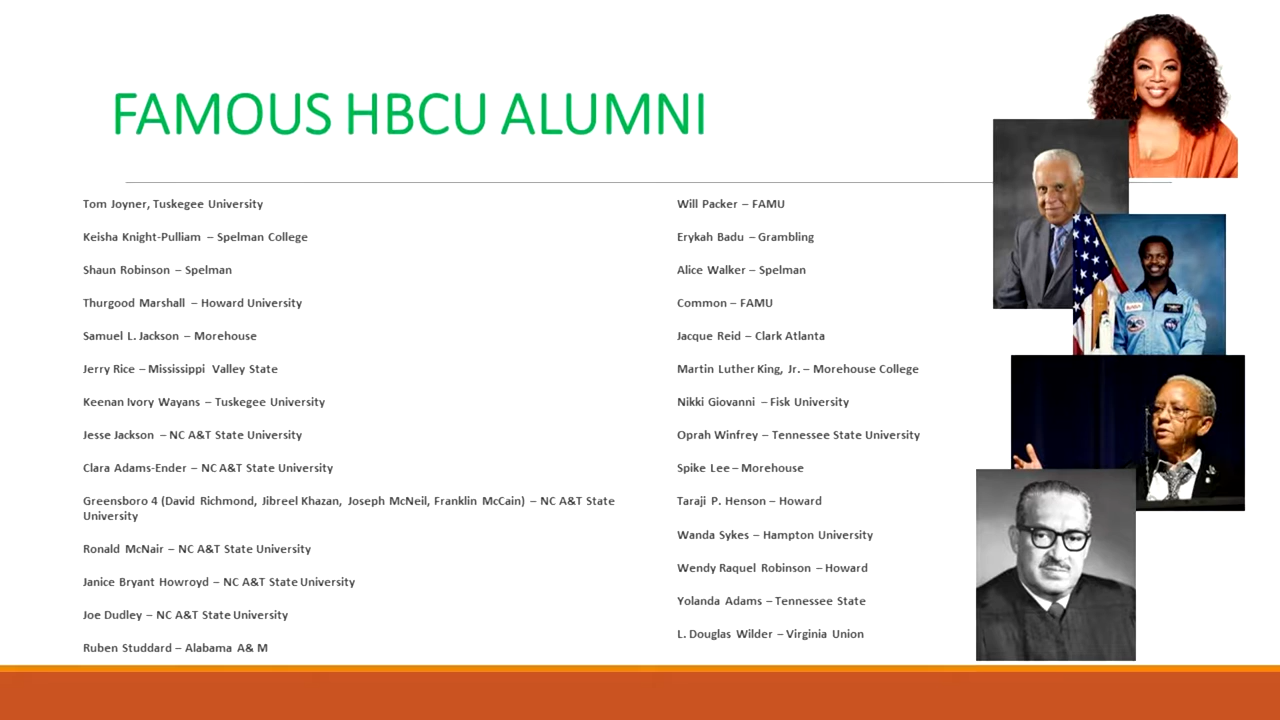 FAMOUS HBCU ALUMNI
Tom Joyner, Tuskegee University
Keisha Knight-Pulliam – Spelman College
Shaun Robinson – Spelman
Thurgood Marshall – Howard University
Samuel L. Jackson – Morehouse
Jerry Rice – Mississippi Valley State
Keenan Ivory Wayans – Tuskegee University
Jesse Jackson – NC A&T State University
Clara Adams-Ender – NC A&T State University
Greensboro 4 (David Richmond, Jibreel Khazan, Joseph McNeil, Franklin McCain) – NC A&T State
University
Ronald McNair – NC A&T State University
Janice Bryant Howroyd – NC A&T State University
Joe Dudley – NC A&T State University
Ruben Studdard – Alabama A& M
Will Packer – FAMU
Erykah Badu – Grambling
Alice Walker – Spelman
Common – FAMU
Jacque Reid – Clark Atlanta
Martin Luther King, Jr. – Morehouse College
Nikki Giovanni – Fisk University
Oprah Winfrey – Tennessee State University
Spike Lee – Morehouse
Taraji P. Henson – Howard
Wanda Sykes – Hampton University
Wendy Raquel Robinson – Howard
Yolanda Adams – Tennessee State
L. Douglas Wilder – Virginia Union